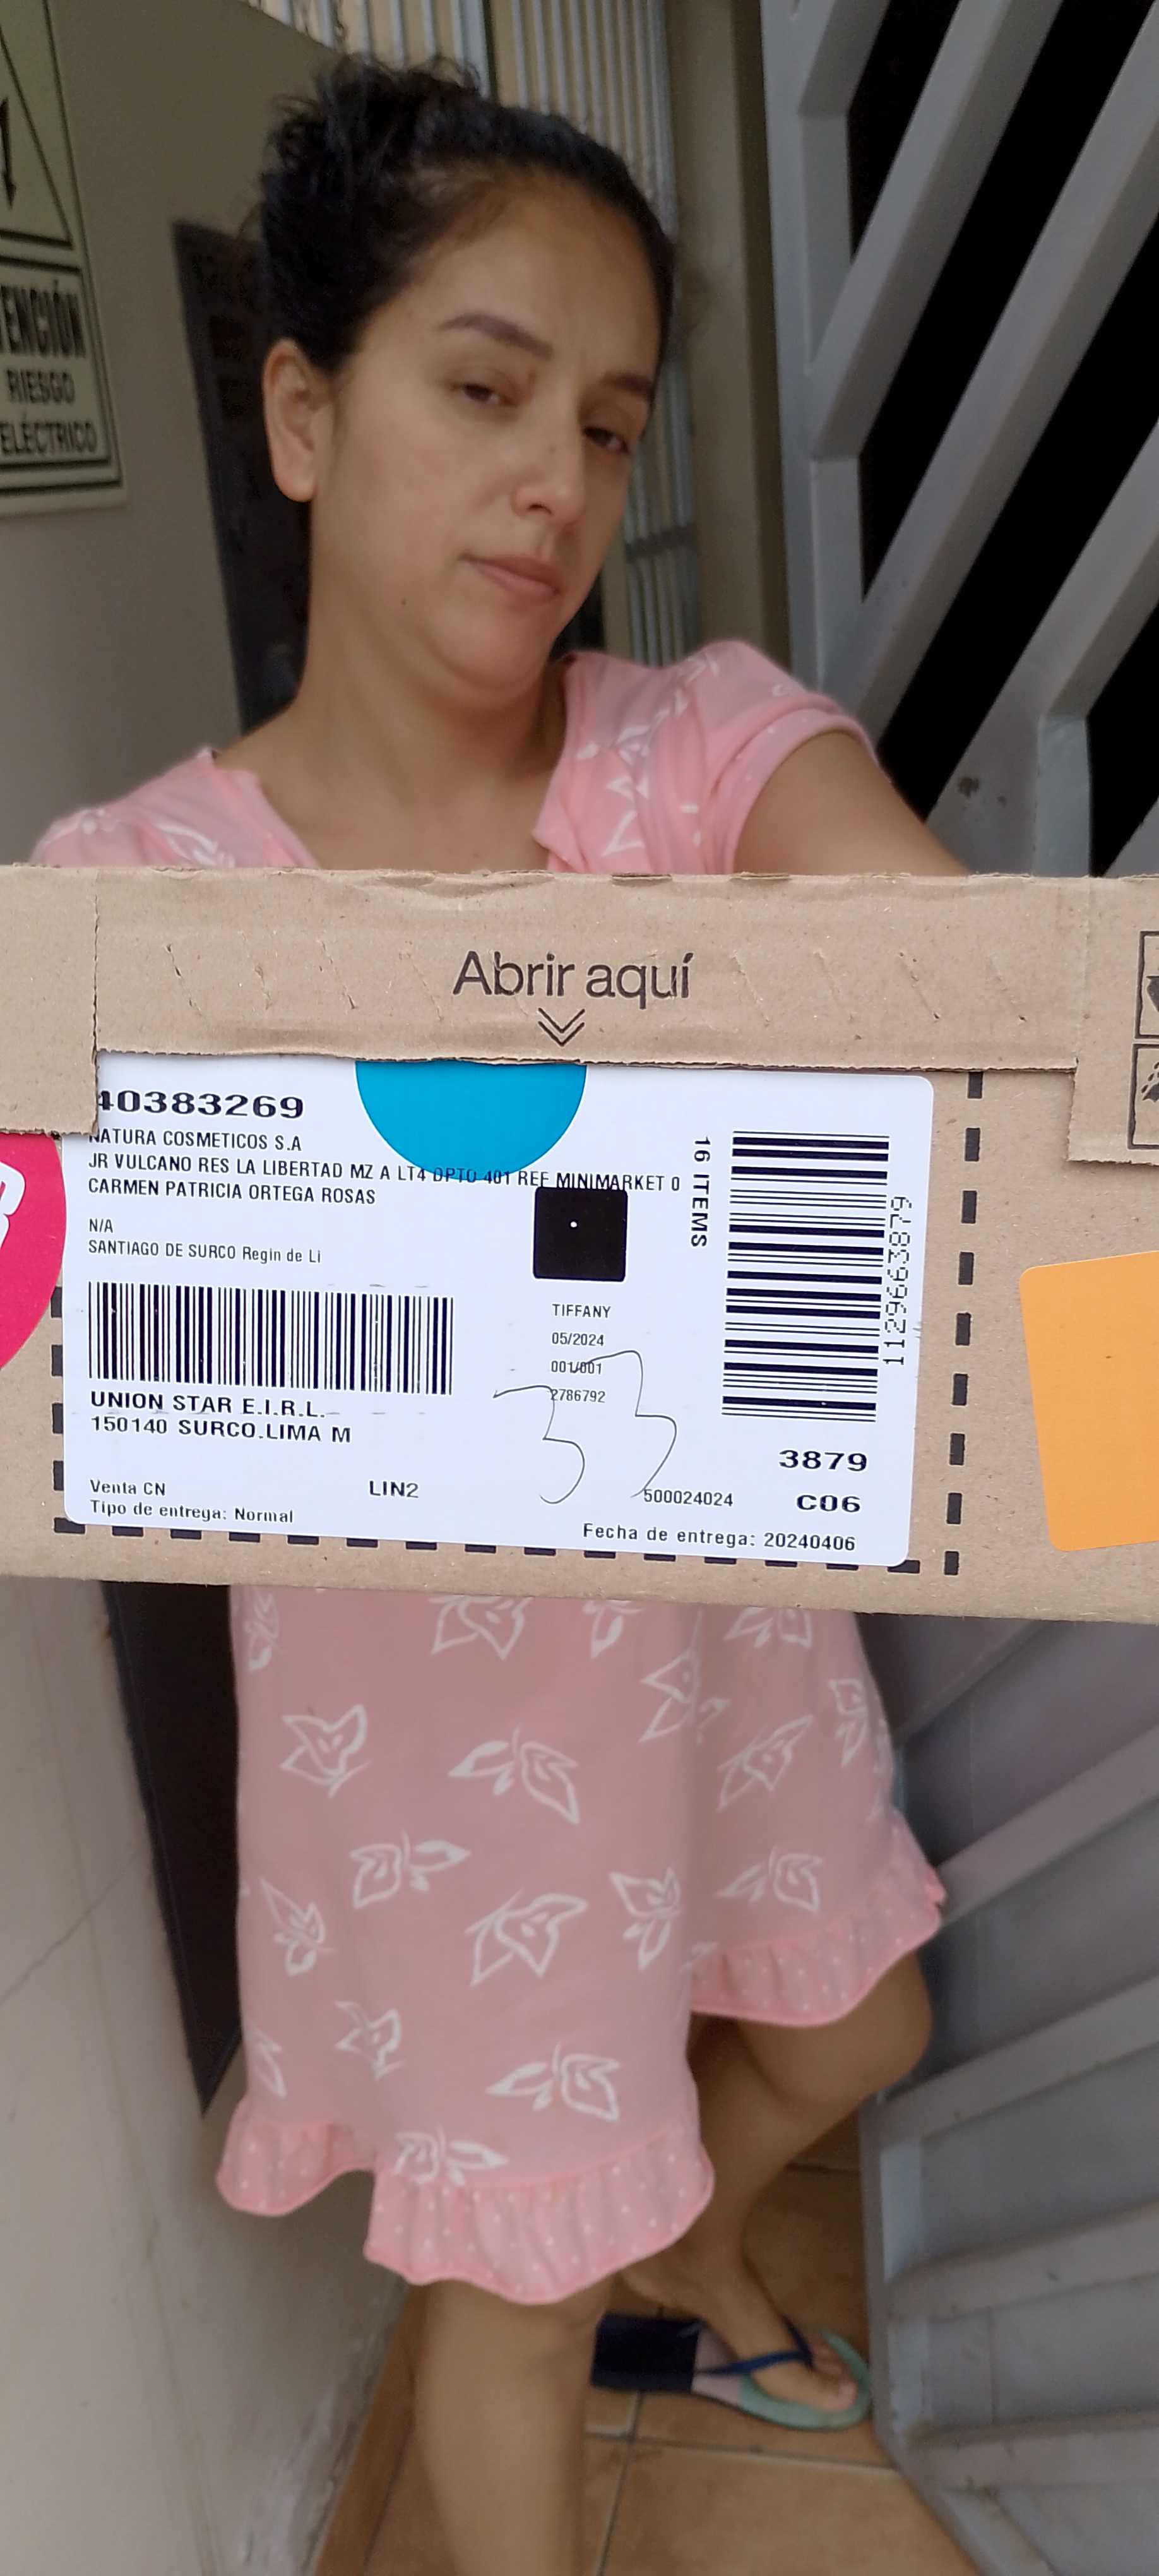 RIESGO
ELÉCTRICO
Abrir aquí
40383269
NATURA COSMETICOS S.A
JR VULCANO RES LA LIBERTAD MZ A LT4 DPTO 401 REF MINIMARKET O
CARMEN PATRICIA ORTEGA ROSAS
N/A
SANTIAGO DE SURCO Regin de Li
16 ITEMS
1129663879
TIFFANY
05/2024
001/001
2786792
33
UNION STAR E.I.R.L.
150140 SURCO.LIMA M
3879
Venta CN
LIN2
500024024
C06
Tipo de entrega: Normal
Fecha de entrega: 20240406